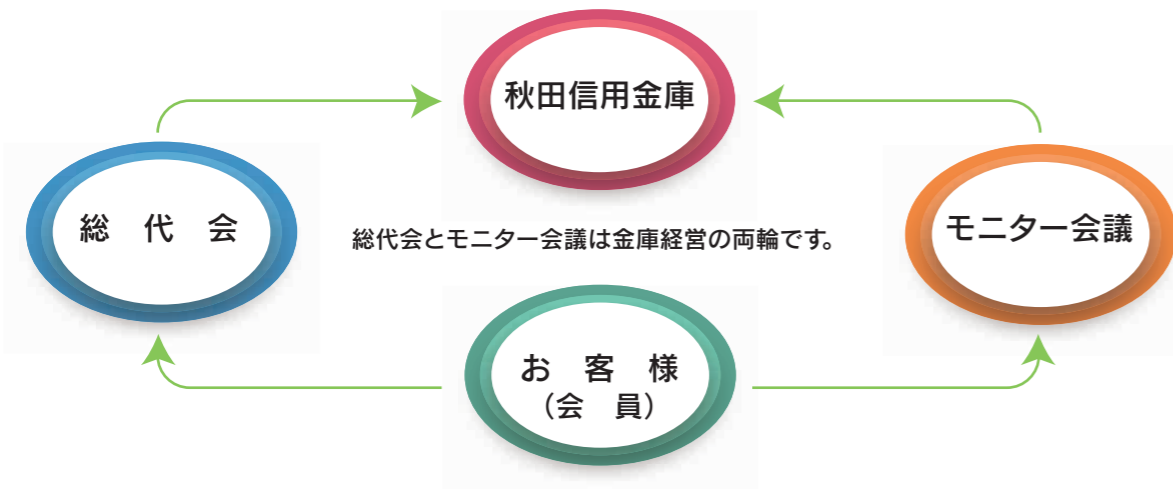 秋田信用金庫
総 代 会
モニター会議
総代会とモニター会議は金庫経営の両輪です。
お 客 様
（会 員）